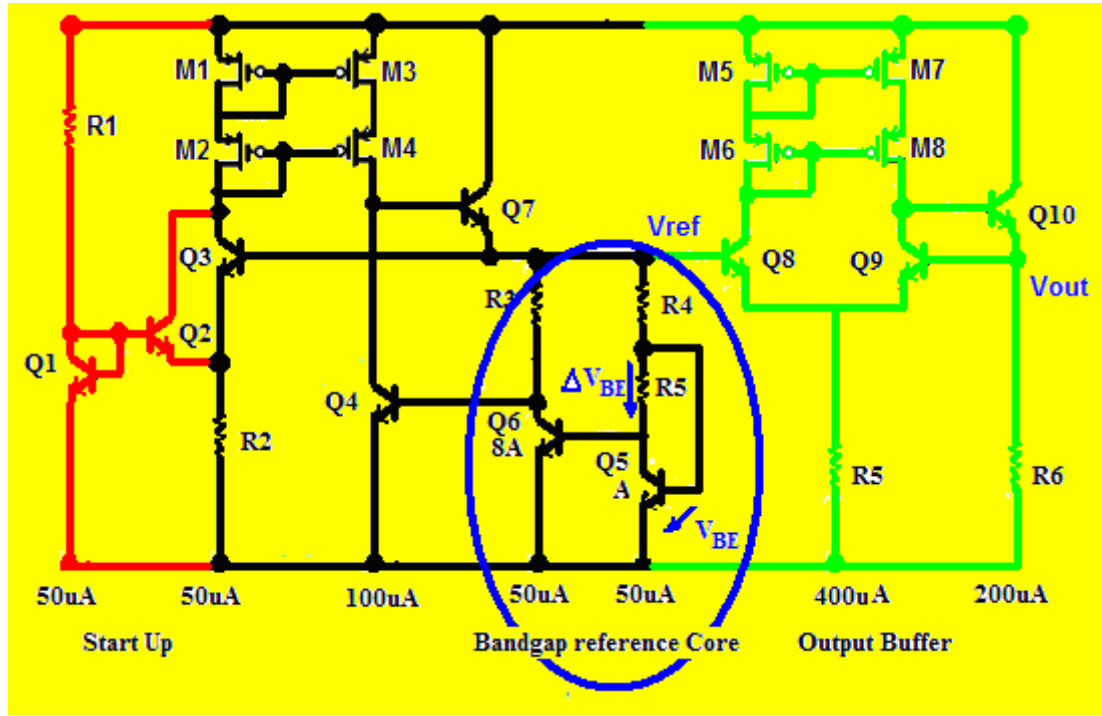 M1
M3
M5
M7
R1
M2
M4
M6
M8
Q7
Q10
Vref
Q3
Q8
Q9
Vout
R3
R4
Q2
Q1
ΔVBE
R5
Q4
Q6
8A
R2
Q5
A
R5
R6
VBE
50uA
50uA
100uA
50uA
50uA
400uA
200uA
Start Up
Bandgap reference Core
Output Buffer